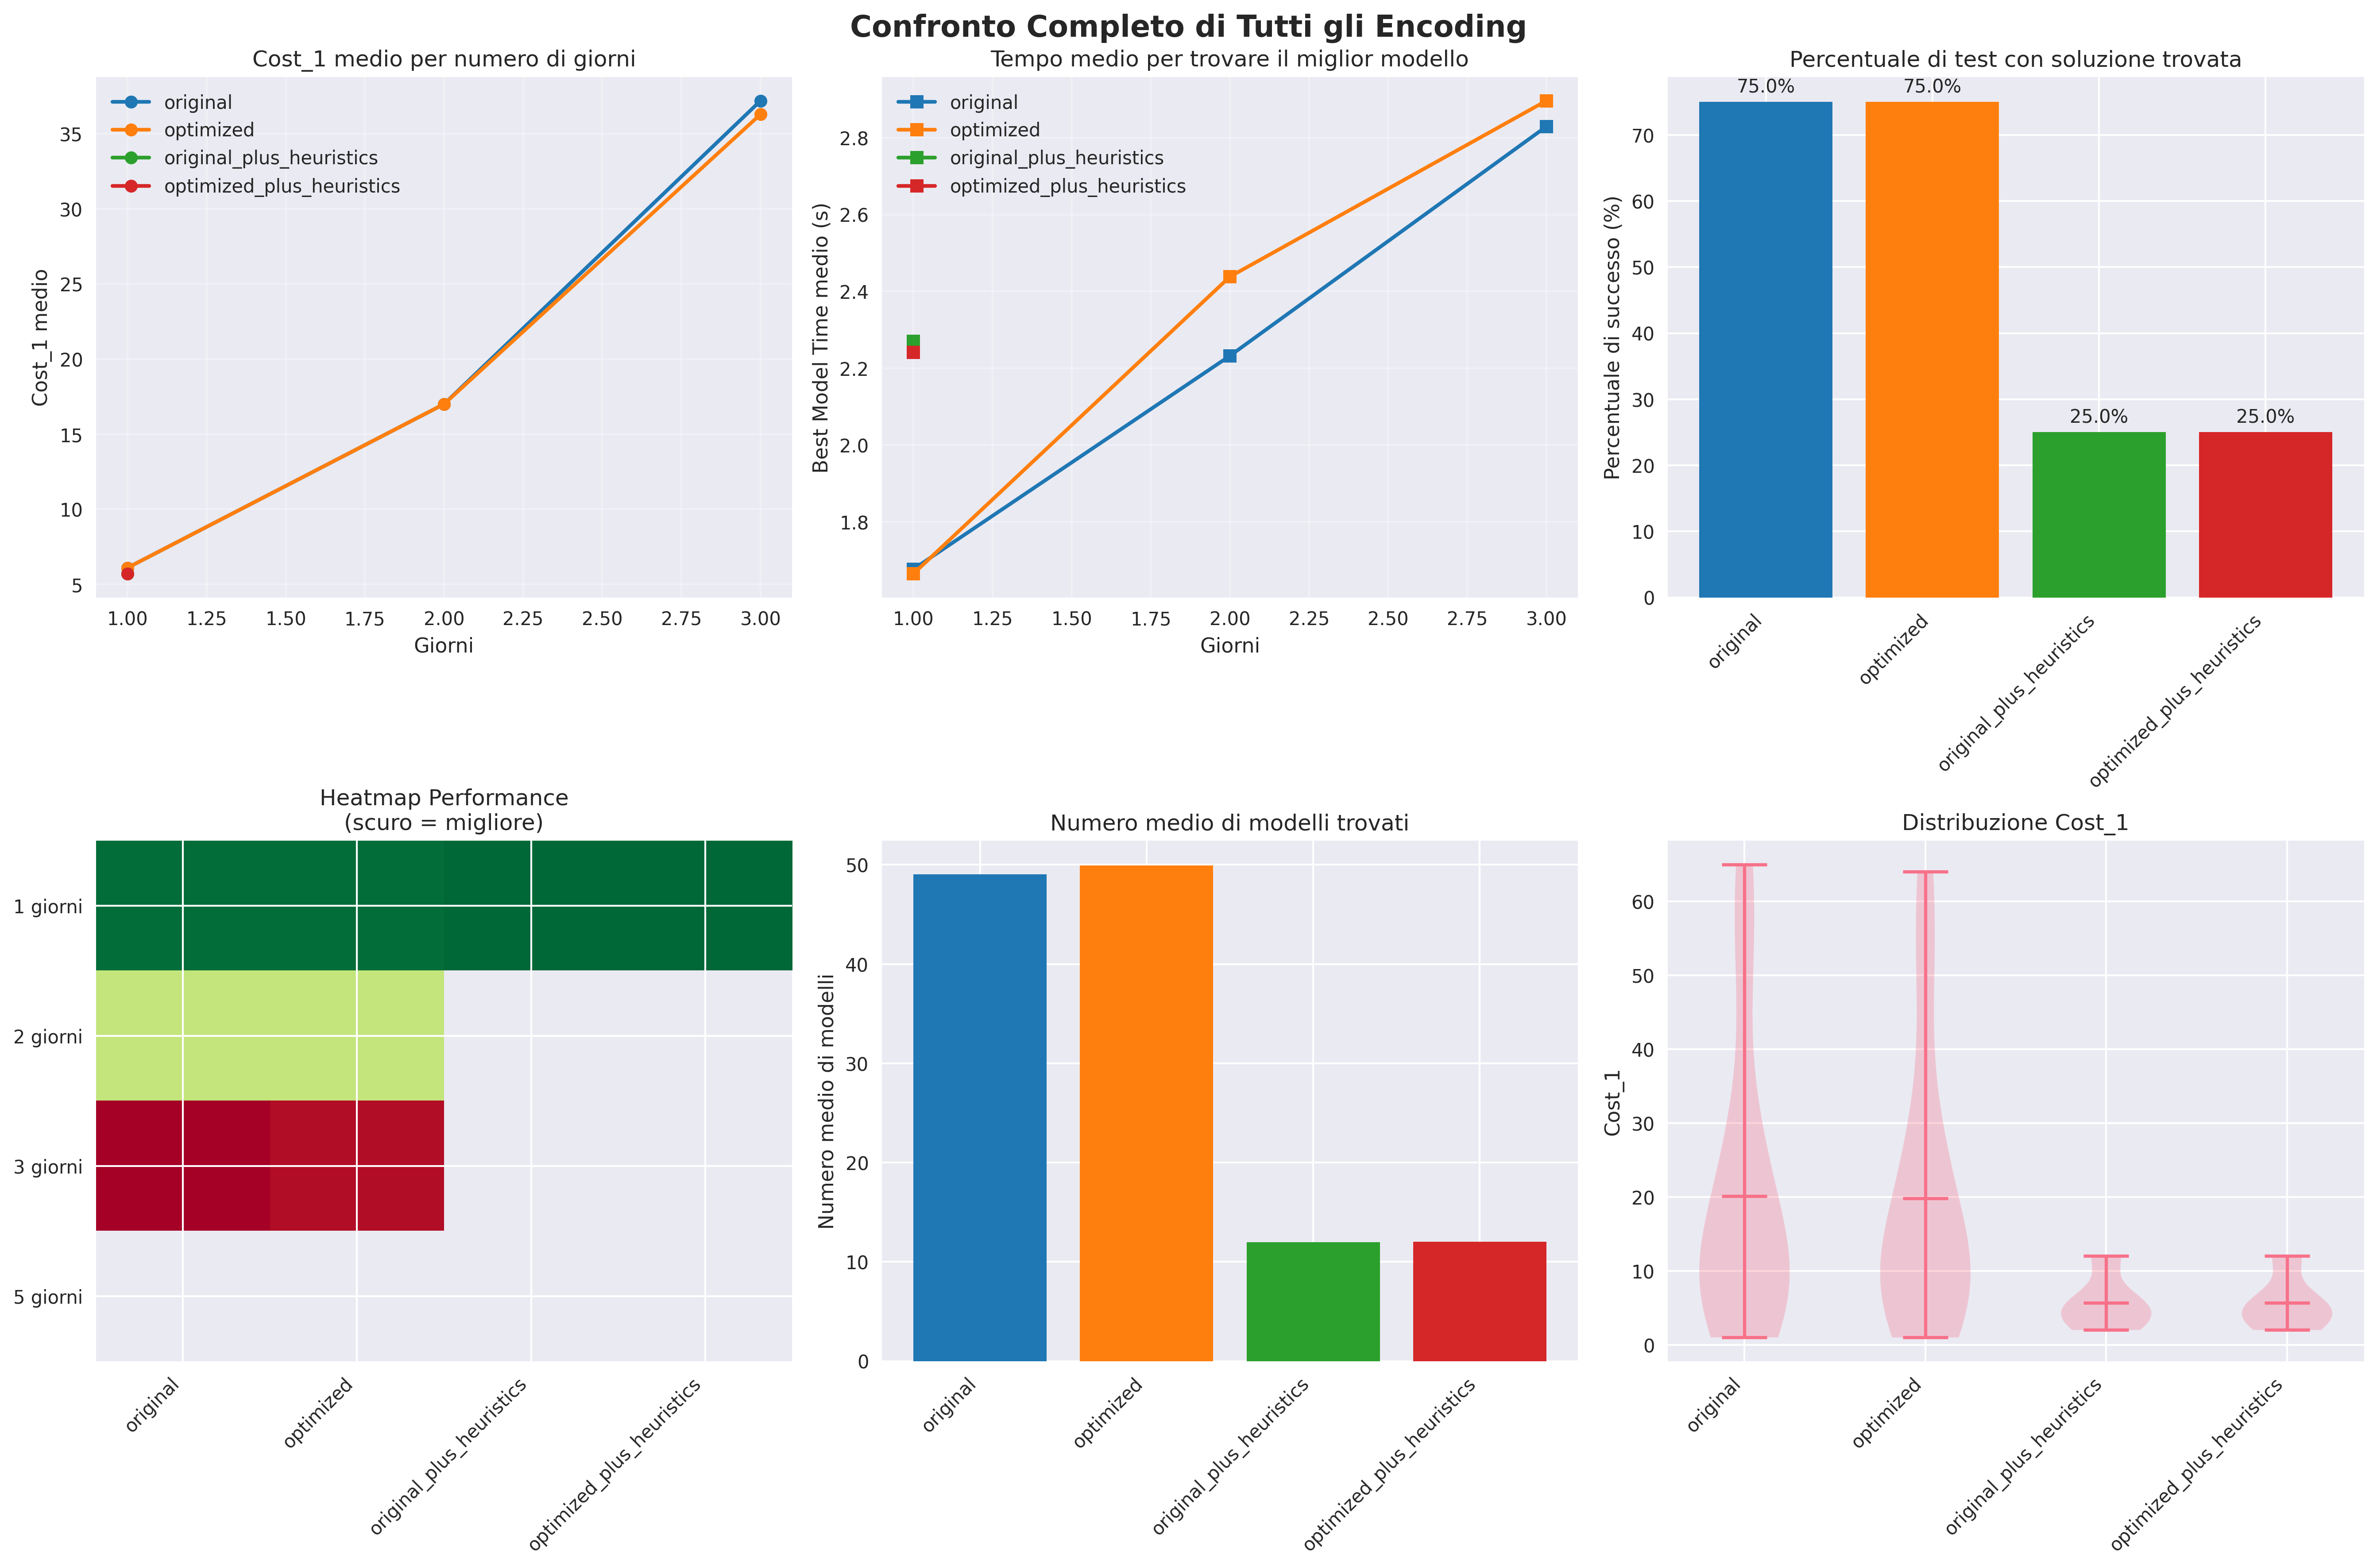 Confronto Completo di Tutti gli Encoding
Cost_1 medio per numero di giorni
original
optimized
original_plus_heuristics
optimized_plus_heuristics
Cost_1 medio
35
30
25
20
15
10
5
1.00 1.25 1.50 1.75 2.00 2.25 2.50 2.75 3.00
Giorni
Tempo medio per trovare il miglior modello
original
optimized
original_plus_heuristics
optimized_plus_heuristics
Best Model Time medio (s)
2.8
2.6
2.4
2.2
2.0
1.8
1.00 1.25 1.50 1.75 2.00 2.25 2.50 2.75 3.00
Giorni
Percentuale di test con soluzione trovata
75.0% 75.0%
25.0% 25.0%
Percentuale di successo (%)
70
60
50
40
30
20
10
0
original
optimized
original_plus_heuristics
optimized_plus_heuristics
Heatmap Performance
(scuro = migliore)
1 giorni
2 giorni
3 giorni
5 giorni
original
optimized
original_plus_heuristics
optimized_plus_heuristics
Numero medio di modelli trovati
Numero medio di modelli
50
40
30
20
10
0
original
optimized
original_plus_heuristics
optimized_plus_heuristics
Distribuzione Cost_1
Cost_1
60
50
40
30
20
10
0
original
optimized
original_plus_heuristics
optimized_plus_heuristics